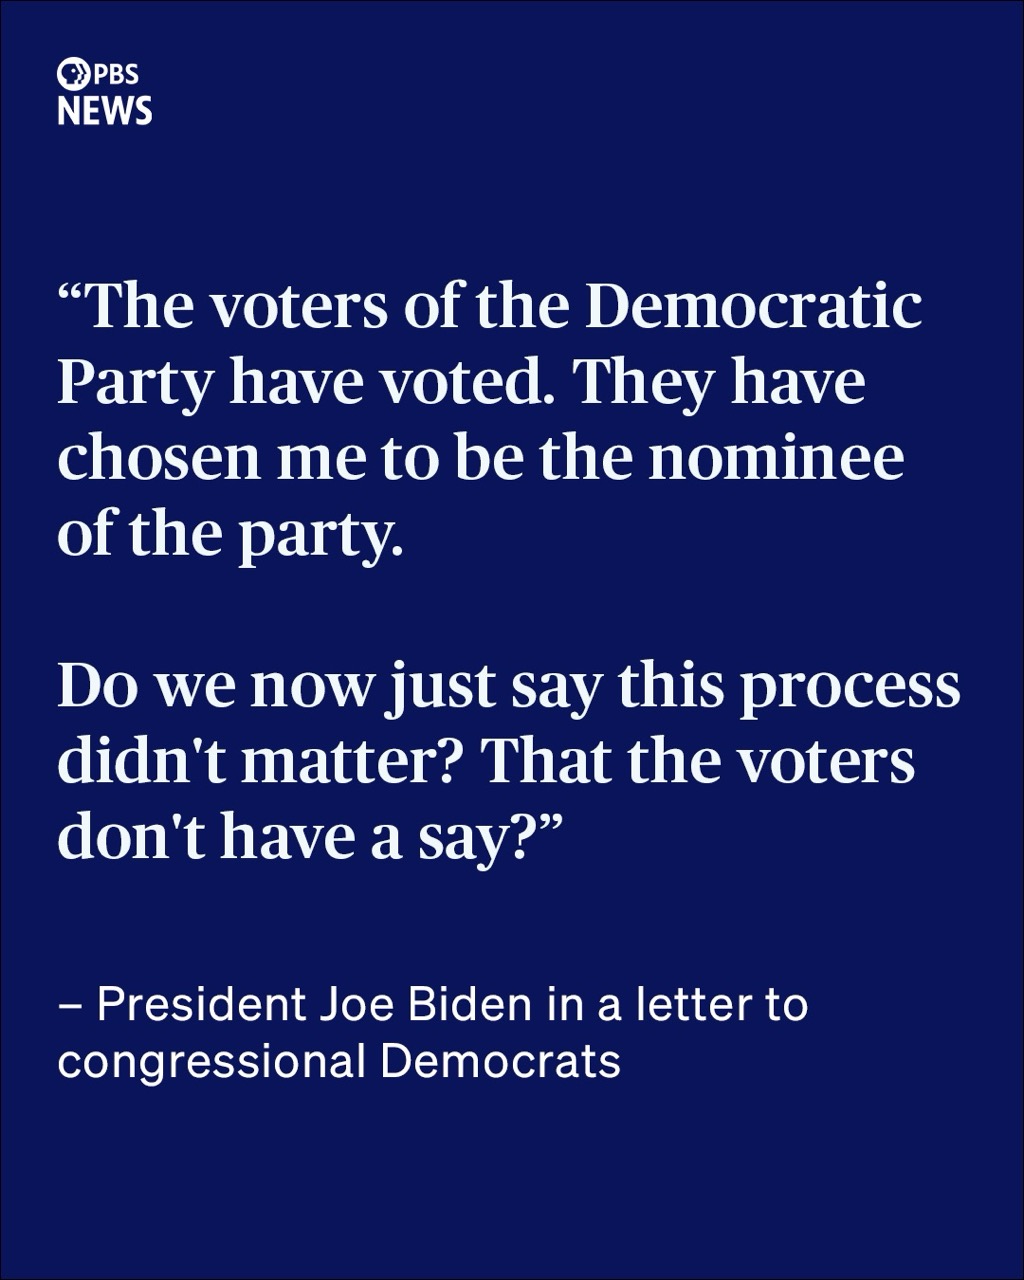 PBS
NEWS
“The voters of the Democratic
Party have voted. They have
chosen me to be the nominee
of the party.
Do we now just say this process
didn't matter? That the voters
don't have a say?”
– President Joe Biden in a letter to
congressional Democrats